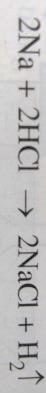 2Na + 2HCl → 2NaCl + H₂↑